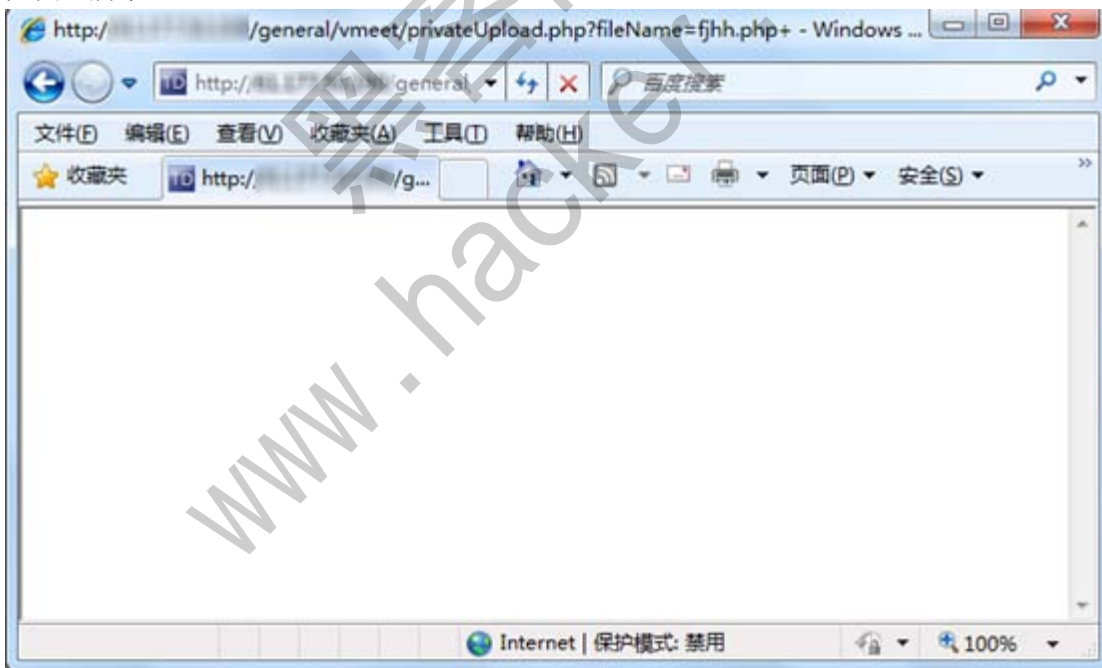 http:/ /general/vmeet/privateUpload.php?fileName=fjhh.php+ - Windows ...
http:// /general
百度搜索
文件(F) 编辑(E) 查看(V) 收藏夹(A) 工具(T) 帮助(H)
收藏夹 http:/ /g... 页面(P) 安全(S)
www.hacker.
Internet | 保护模式: 禁用 100%